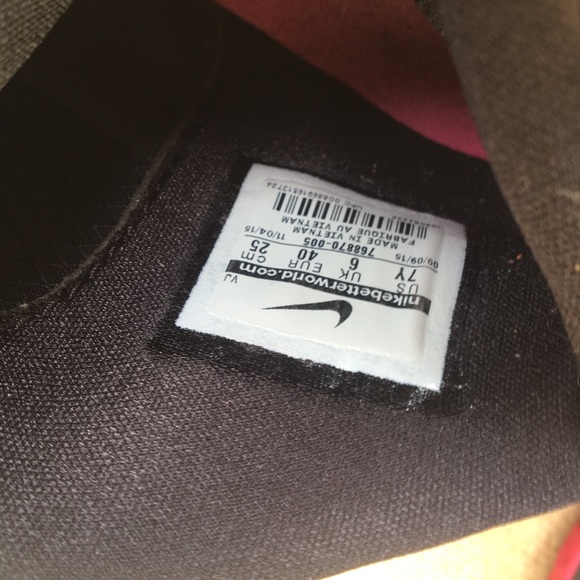 nikebetterworld.com
US UK EUR cm
7Y 6 40 25
768870-005
09/09/15 11/04/15
MADE IN VIETNAM
FABRIQUE AU VIETNAM
VJ